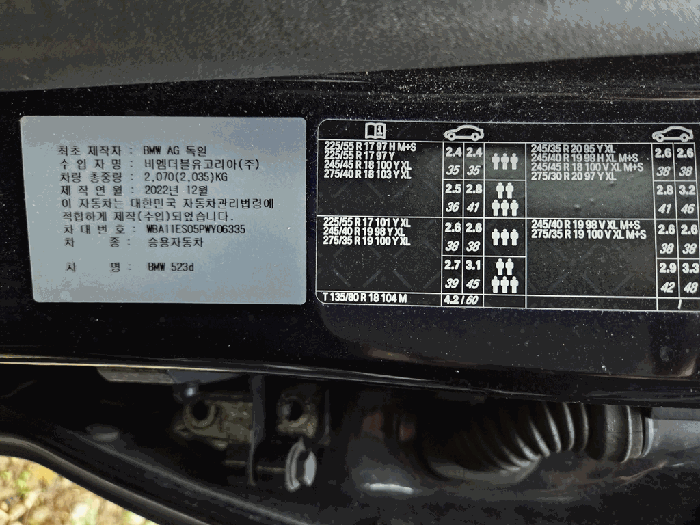 최초 제작자 : BMW AG 독일
수 입 자 명 : 비엠더블유코리아(주)
차량 총중량 : 2,070(2,035)KG
제 작 연 월 : 2022년 12월
이 자동차는 대한민국 자동차관리법령에
적합하게 제작(수입)되었습니다.
차 대 번 호 : WBA11ES05PWY06335
차 종 : 승용자동차
차 명 : BMW 523d
225/55 R 17 97 H M+S
225/55 R 17 97 Y
245/45 R 18 100 Y XL
275/40 R 18 103 Y XL
2.4 2.4
35 35
2.5 2.8
36 41
245/35 R 20 95 Y XL
245/40 R 19 98 H XL M+S
245/45 R 18 100 V XL M+S
275/30 R 20 97 Y XL
2.6 2.6
38 38
2.8 3.2
41 46
225/55 R 17 101 Y XL
245/40 R 19 98 Y XL
275/35 R 19 100 Y XL
2.6 2.6
38 38
2.7 3.1
39 45
245/40 R 19 98 V XL M+S
275/35 R 19 100 V XL M+S
2.6 2.6
38 38
2.9 3.3
42 48
T 135/80 R 18 104 M
4.2 / 60
/